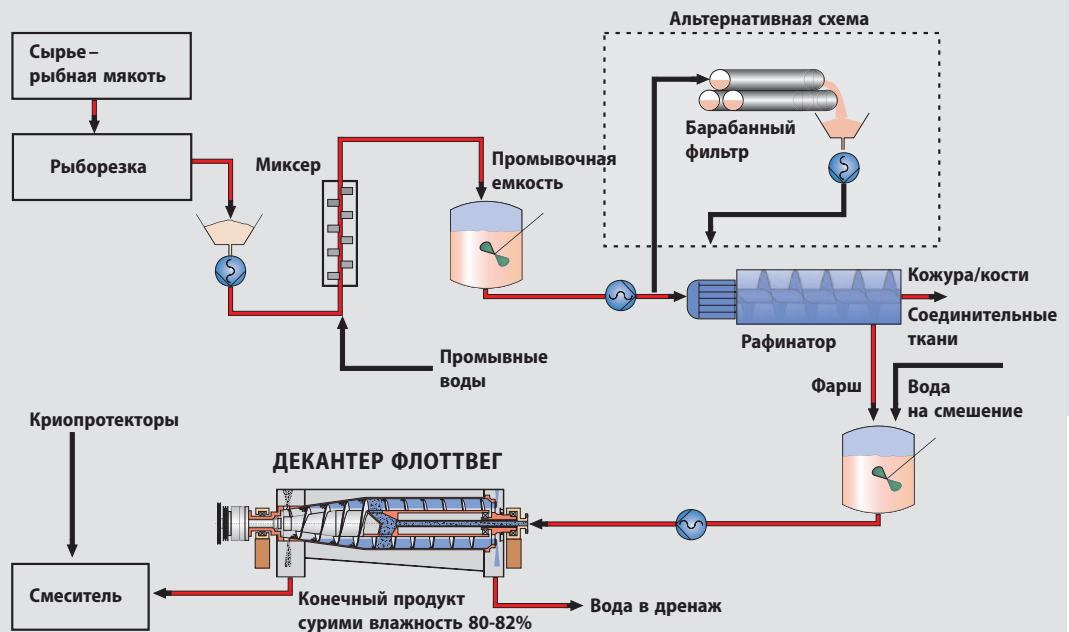 Альтернативная схема
Сырье –
рыбная мякоть
Рыборезка
Миксер
Промывочная
емкость
Барабанный
фильтр
Кожура/кости
Соединительные
ткани
Рафинатор
Промывные
воды
Фарш
Вода
на смешение
Криопротекторы
ДЕКАНТЕР ФЛОТТВЕГ
Смеситель
Конечный продукт
сурими влажность 80-82%
Вода в дренаж